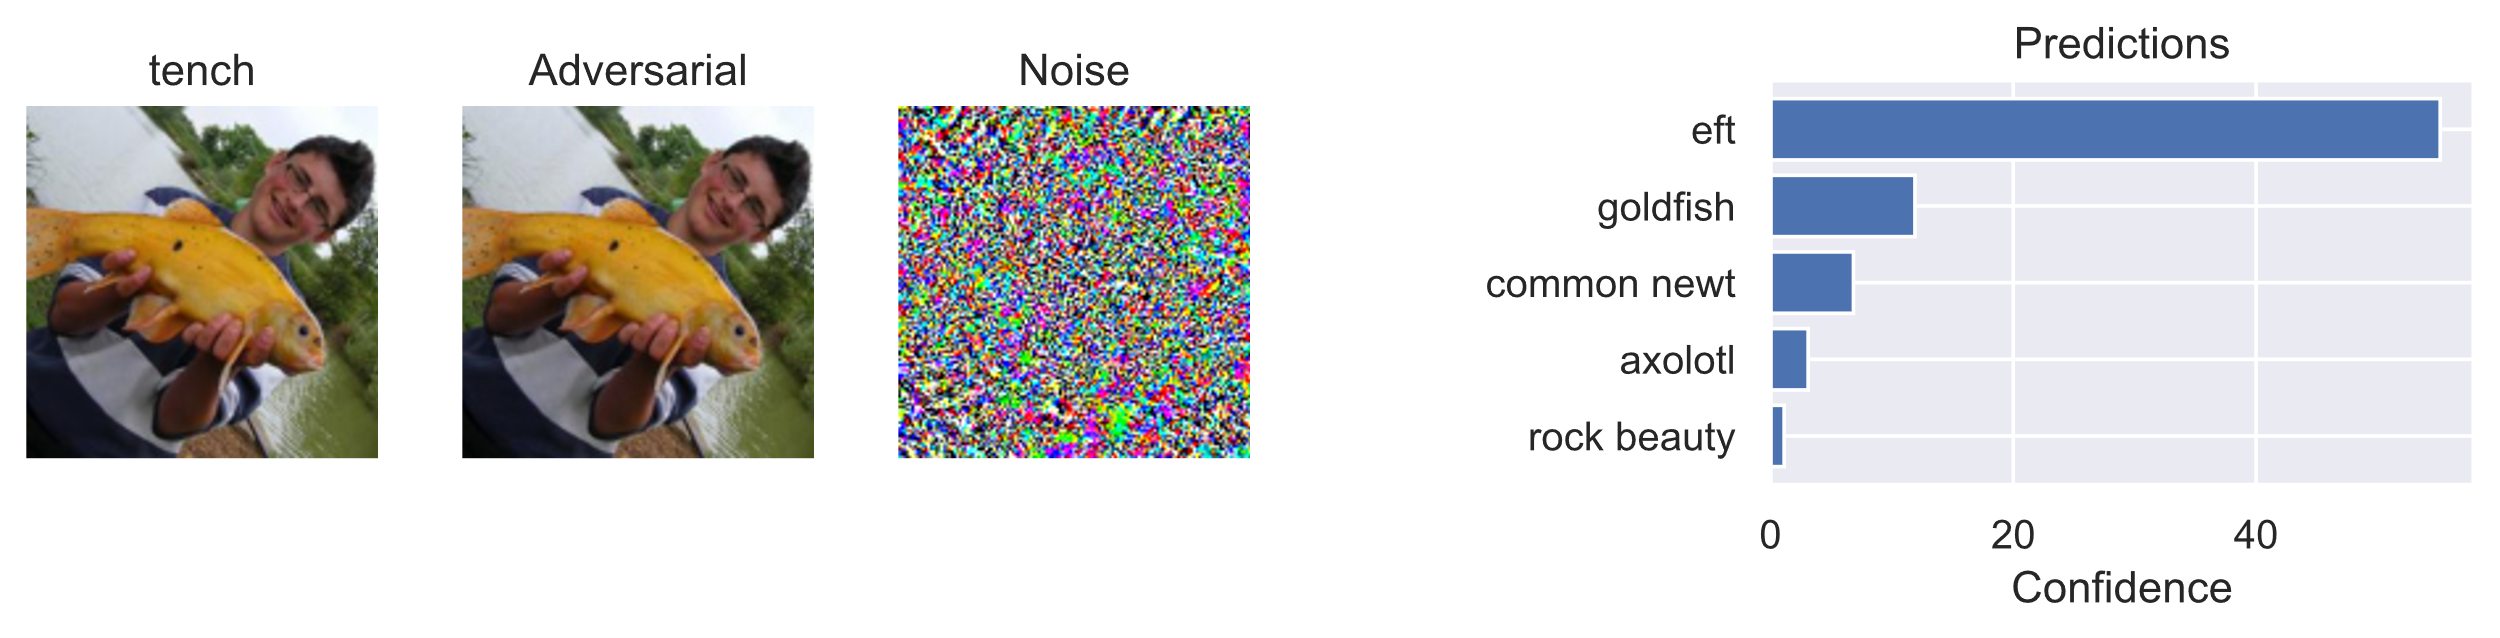 tench
Adversarial
Noise
Predictions
eft
goldfish
common newt
axolotl
rock beauty
0 20 40
Confidence